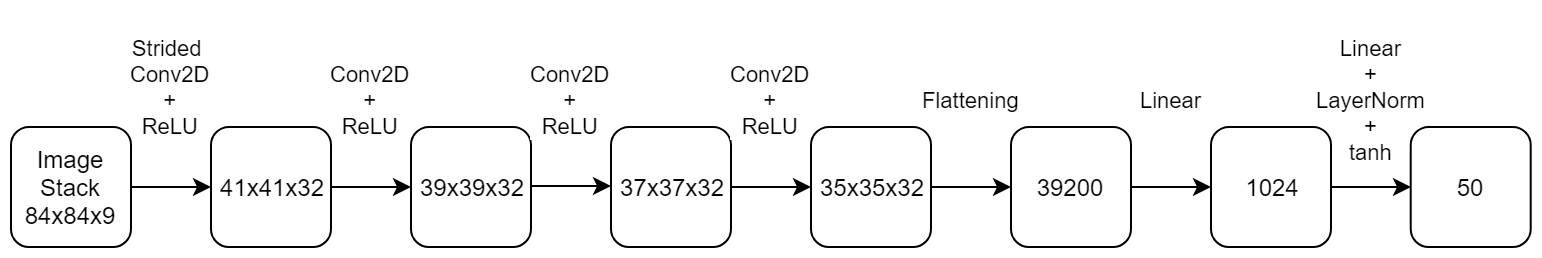 Strided
Conv2D
+
ReLU
Conv2D
+
ReLU
Conv2D
+
ReLU
Conv2D
+
ReLU
Flattening
Linear
Linear
+
LayerNorm
+
tanh
Image
Stack
84x84x9
41x41x32
39x39x32
37x37x32
35x35x32
39200
1024
50